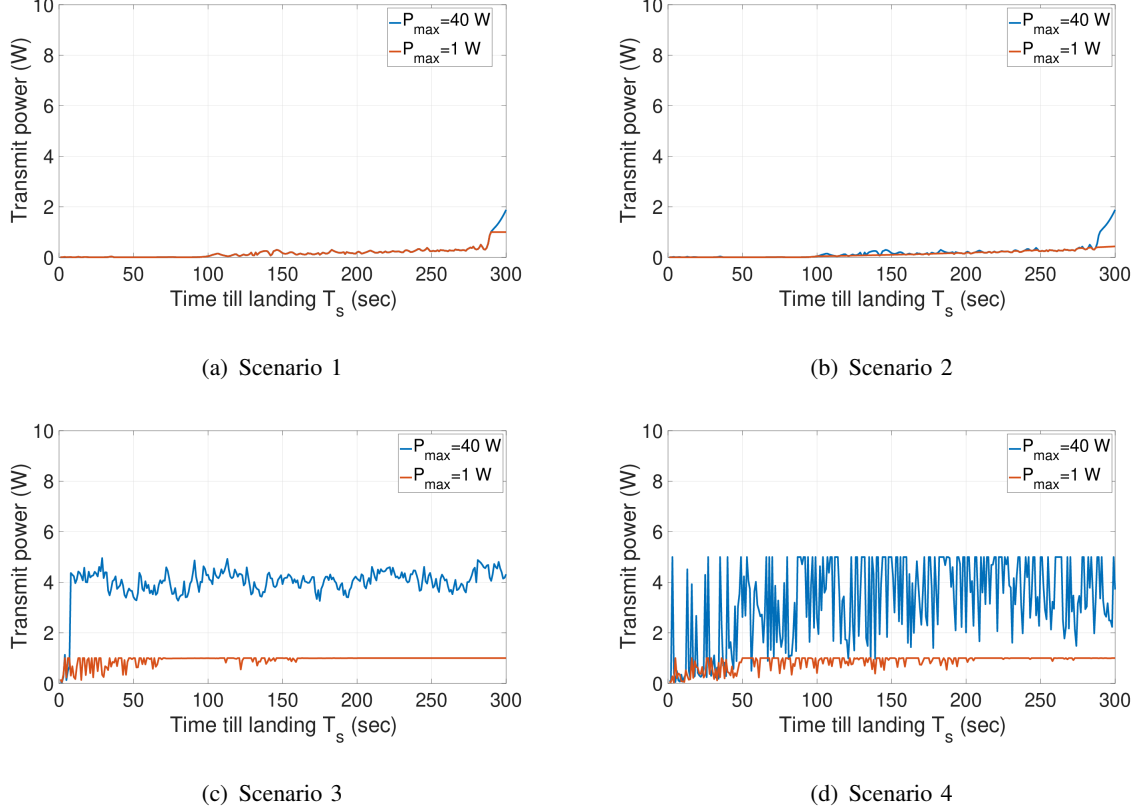 10
8
6
4
2
0
Transmit power (W)
P_max=40 W
P_max=1 W
0 50 100 150 200 250 300
Time till landing T_s (sec)
(a) Scenario 1
10
8
6
4
2
0
Transmit power (W)
P_max=40 W
P_max=1 W
0 50 100 150 200 250 300
Time till landing T_s (sec)
(b) Scenario 2
10
8
6
4
2
0
Transmit power (W)
P_max=40 W
P_max=1 W
0 50 100 150 200 250 300
Time till landing T_s (sec)
(c) Scenario 3
10
8
6
4
2
0
Transmit power (W)
P_max=40 W
P_max=1 W
0 50 100 150 200 250 300
Time till landing T_s (sec)
(d) Scenario 4